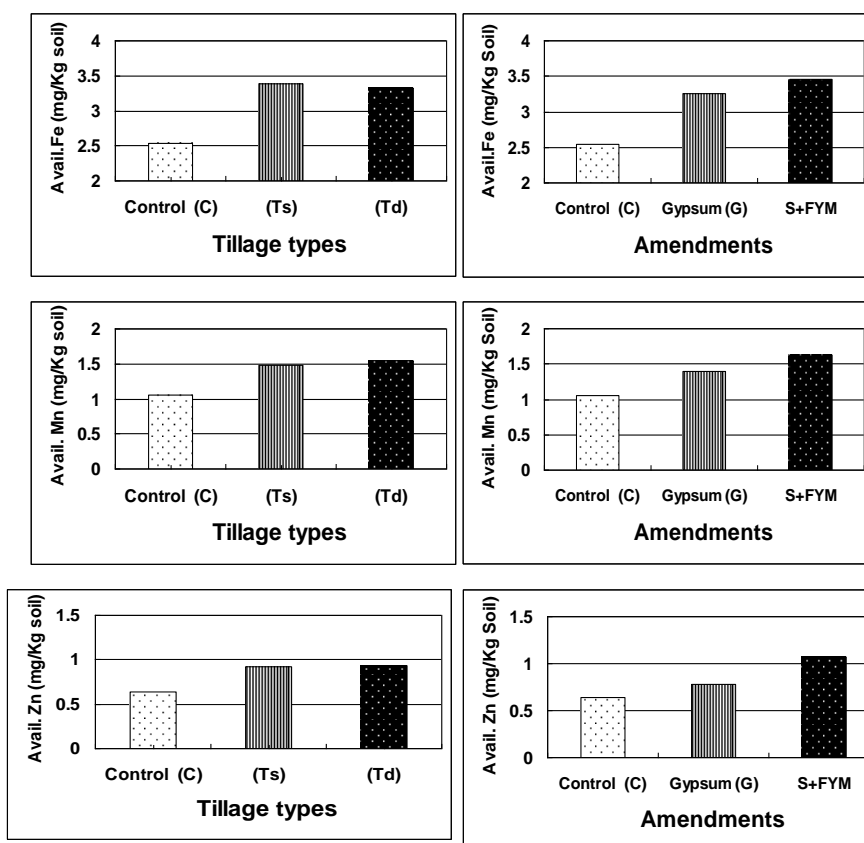 Avail.Fe (mg/Kg soil)
4
3.5
3
2.5
2
Control (C) (Ts) (Td)
Tillage types
Avail.Fe (mg/Kg Soil)
4
3.5
3
2.5
2
Control (C) Gypsum (G) S+FYM
Amendments
Avail. Mn (mg/Kg soil)
2
1.5
1
0.5
0
Control (C) (Ts) (Td)
Tillage types
Avail. Mn (mg/Kg Soil)
2
1.5
1
0.5
0
Control (C) Gypsum (G) S+FYM
Amendments
Avail. Zn (mg/Kg soil)
1.5
1
0.5
0
Control (C) (Ts) (Td)
Tillage types
Avail. Zn (mg/Kg Soil)
1.5
1
0.5
0
Control (C) Gypsum (G) S+FYM
Amendments